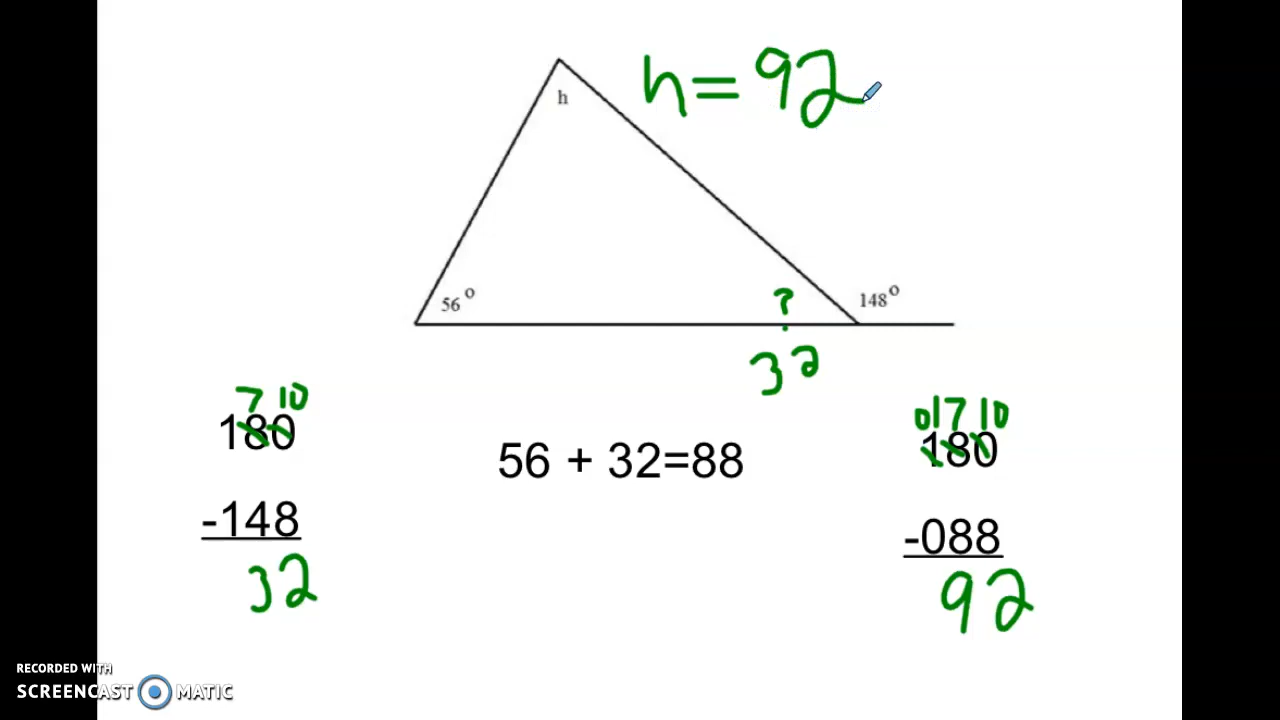 h = 92
h
?
56°
148°
32
7 10
180
-148
32
56 + 32=88
0 17 10
180
-088
92
RECORDED WITH
SCREENCAST MATIC